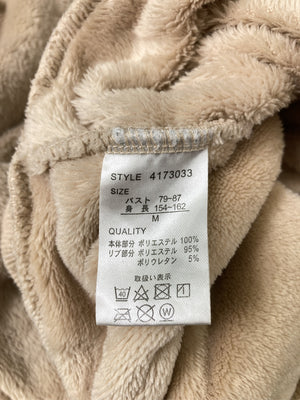 STYLE 4173033
SIZE
バスト 79-87
身長 154-162
M
QUALITY
本体部分 ポリエステル 100%
リブ部分 ポリエステル 95%
ポリウレタン 5%
取扱い表示
40
W